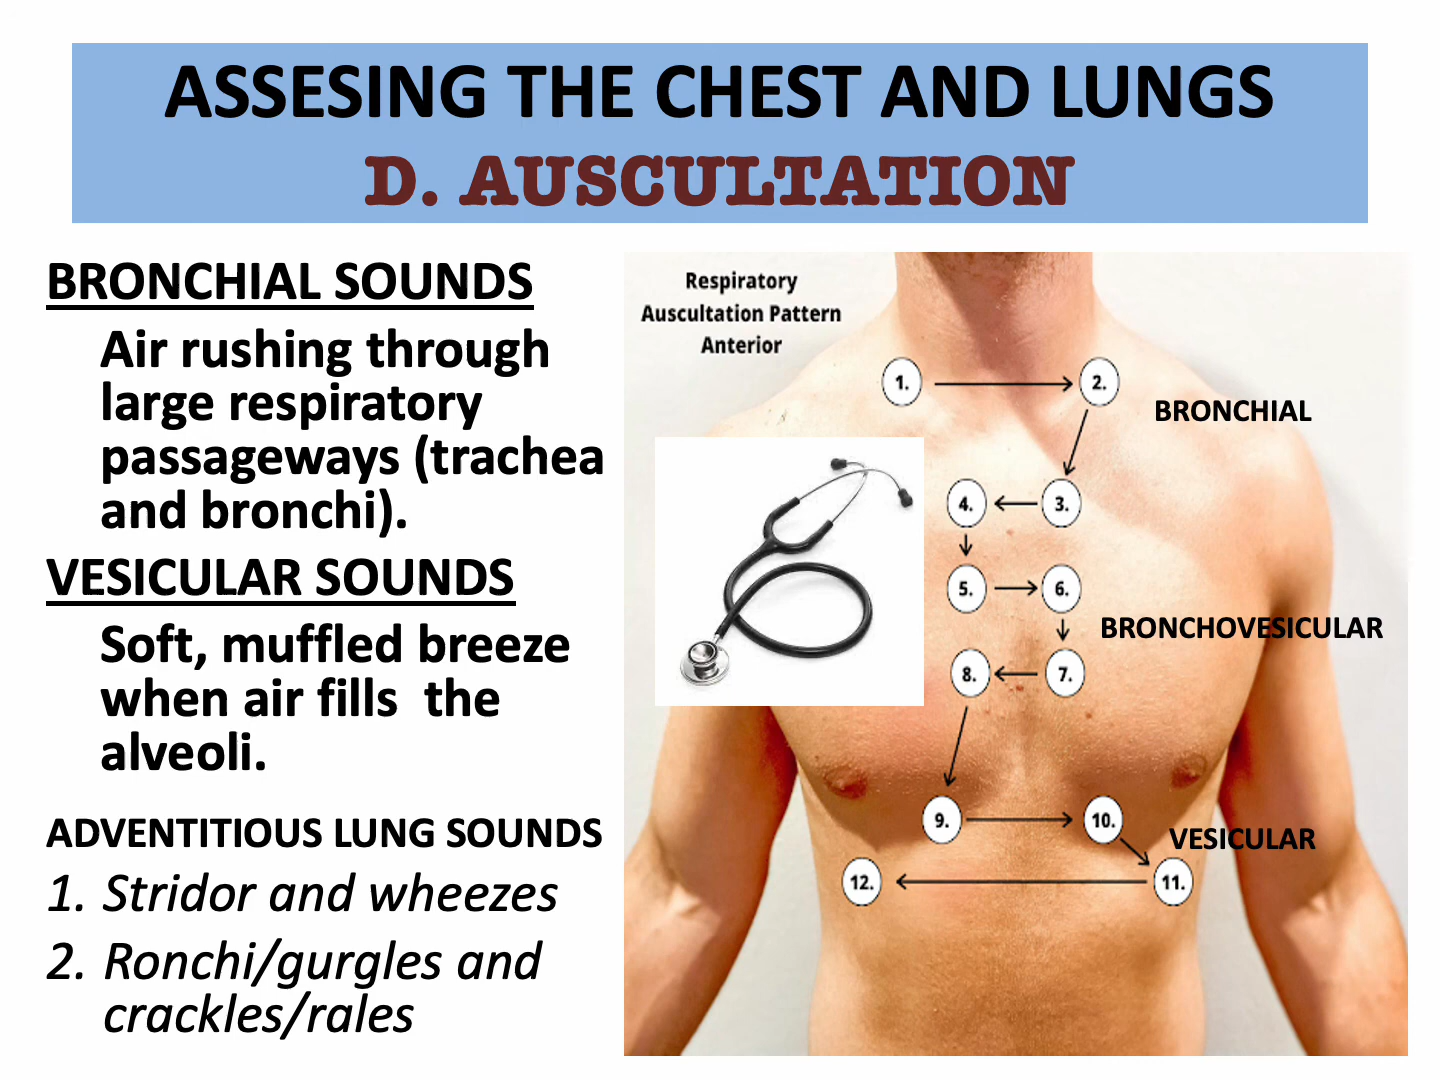 ASSESING THE CHEST AND LUNGS
D. AUSCULTATION
BRONCHIAL SOUNDS
Air rushing through
large respiratory
passageways (trachea
and bronchi).
VESICULAR SOUNDS
Soft, muffled breeze
when air fills  the
alveoli.
ADVENTITIOUS LUNG SOUNDS
1. Stridor and wheezes
2. Ronchi/gurgles and
crackles/rales
Respiratory
Auscultation Pattern
Anterior
1.
2.
BRONCHIAL
4.
3.
5.
6.
BRONCHOVESICULAR
8.
7.
9.
10.
VESICULAR
12.
11.